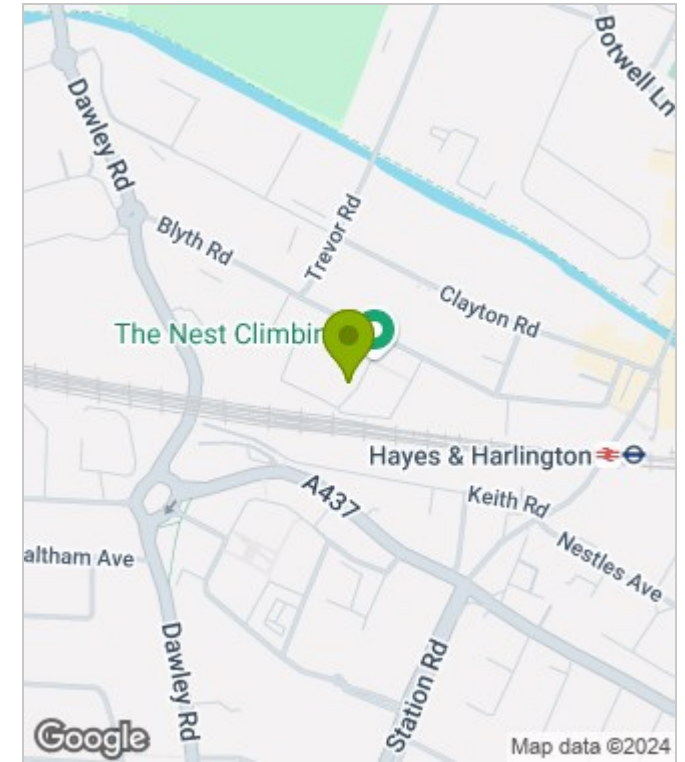 Botwell Ln
Dawley Rd
Trevor Rd
Blyth Rd
Clayton Rd
The Nest Climbin
Hayes & Harlington
A437
Keith Rd
altham Ave
Nestles Ave
Dawley Rd
Station Rd
Google
Map data ©2024